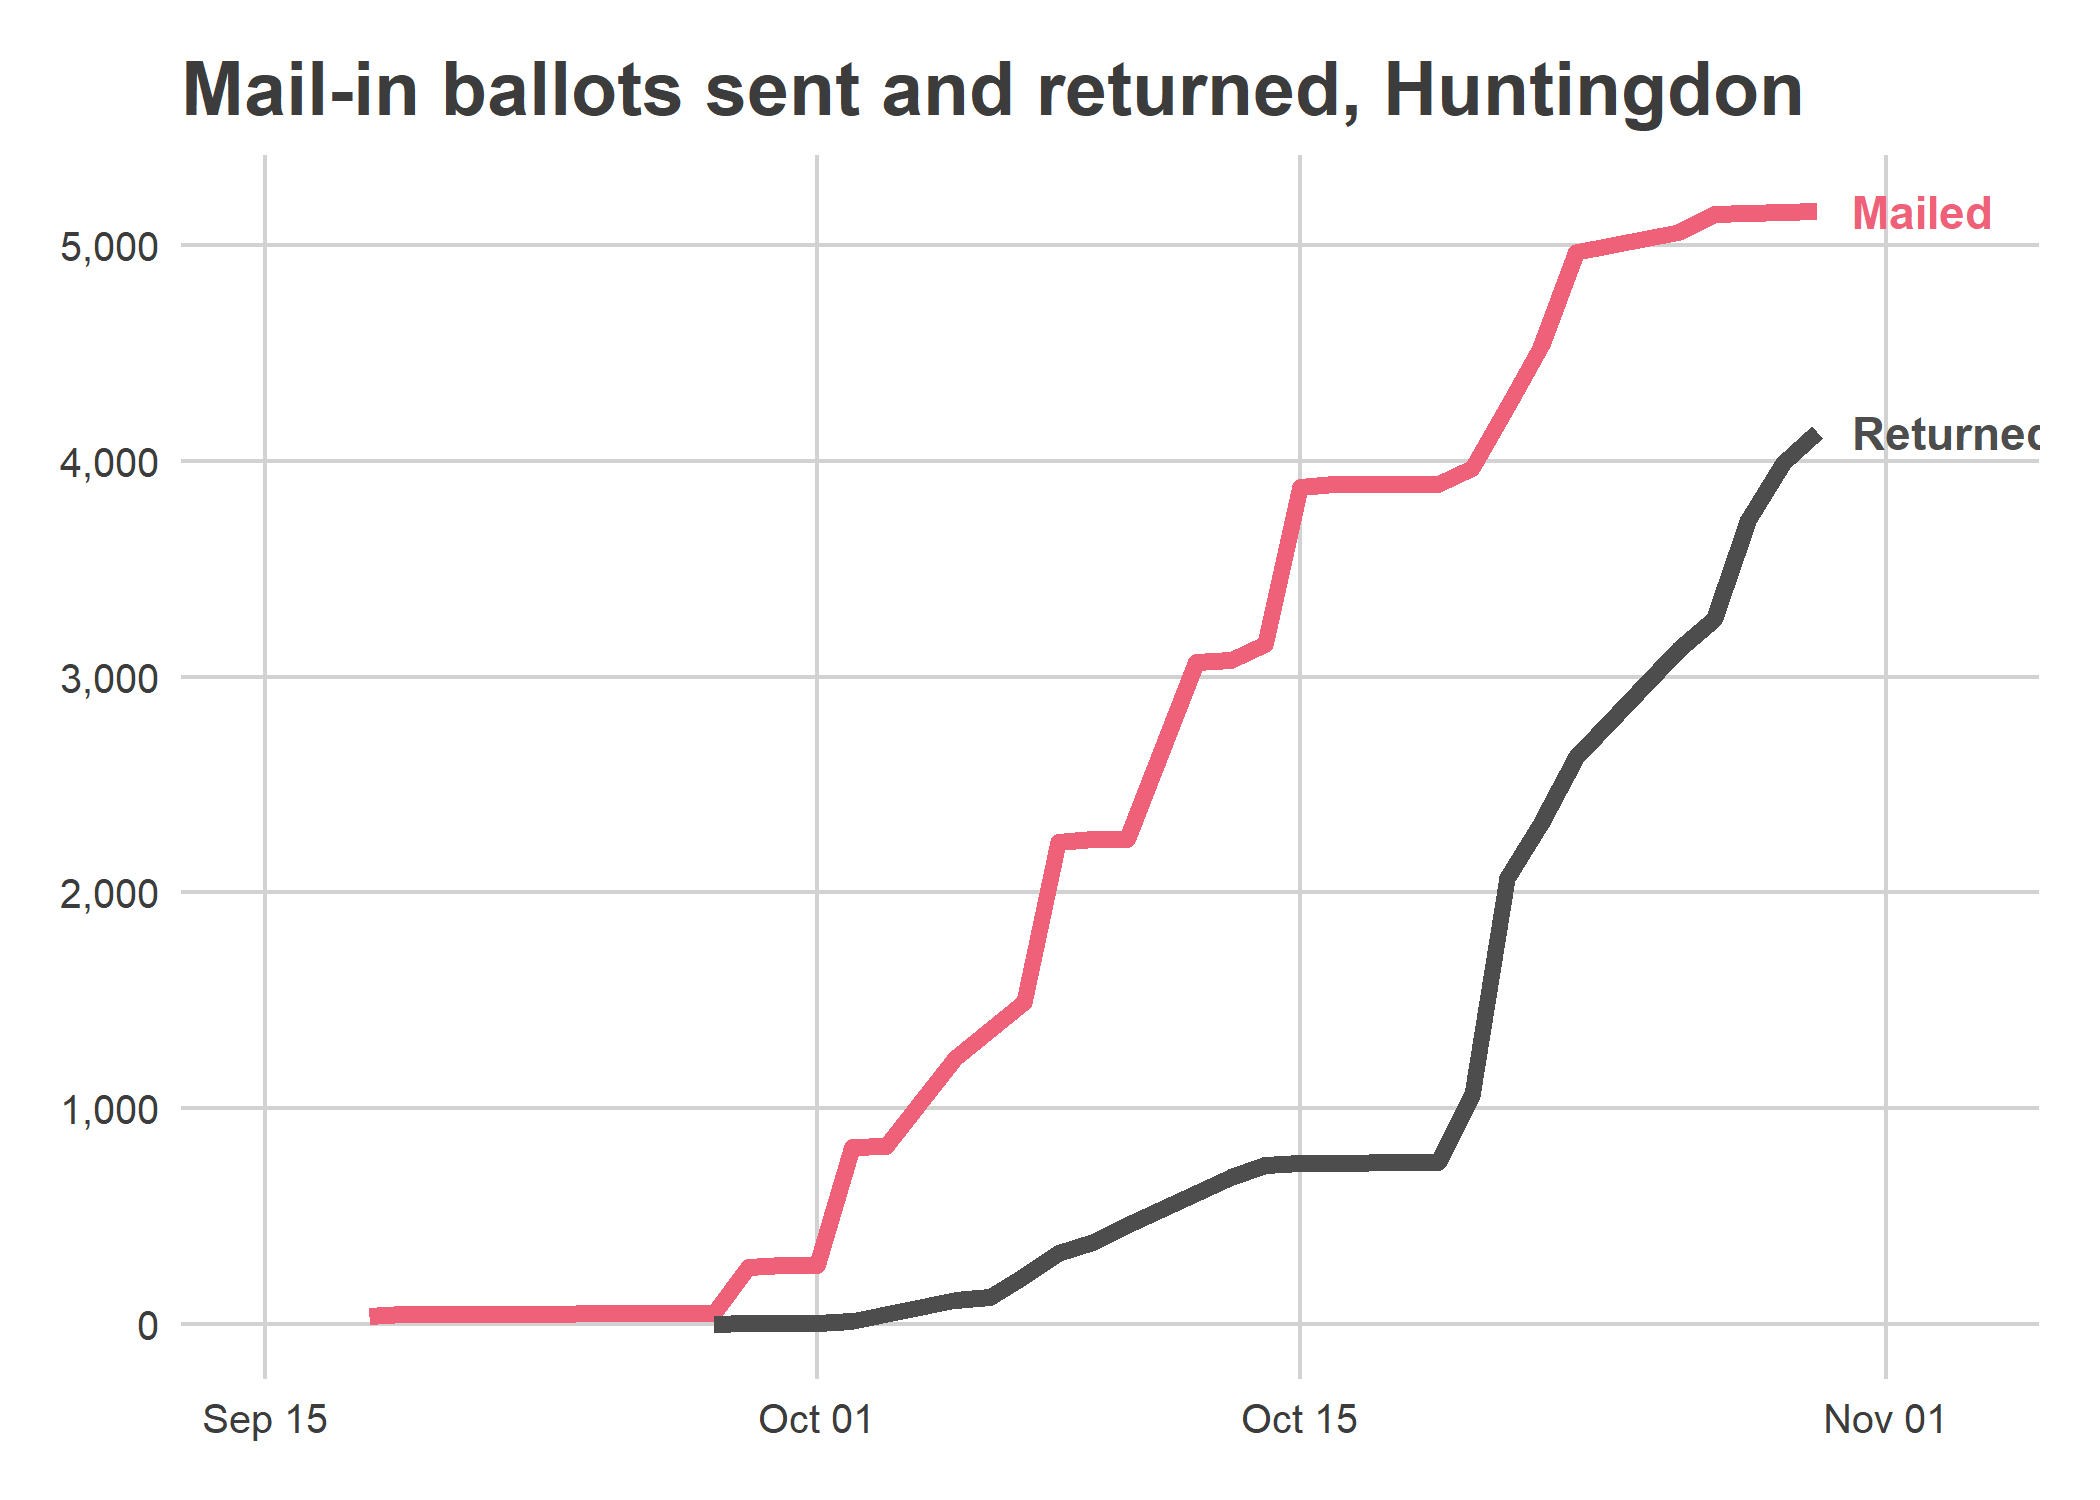 Mail-in ballots sent and returned, Huntingdon
Mailed
5,000
Returned
4,000
3,000
2,000
1,000
0
Sep 15
Oct 01
Oct 15
Nov 01